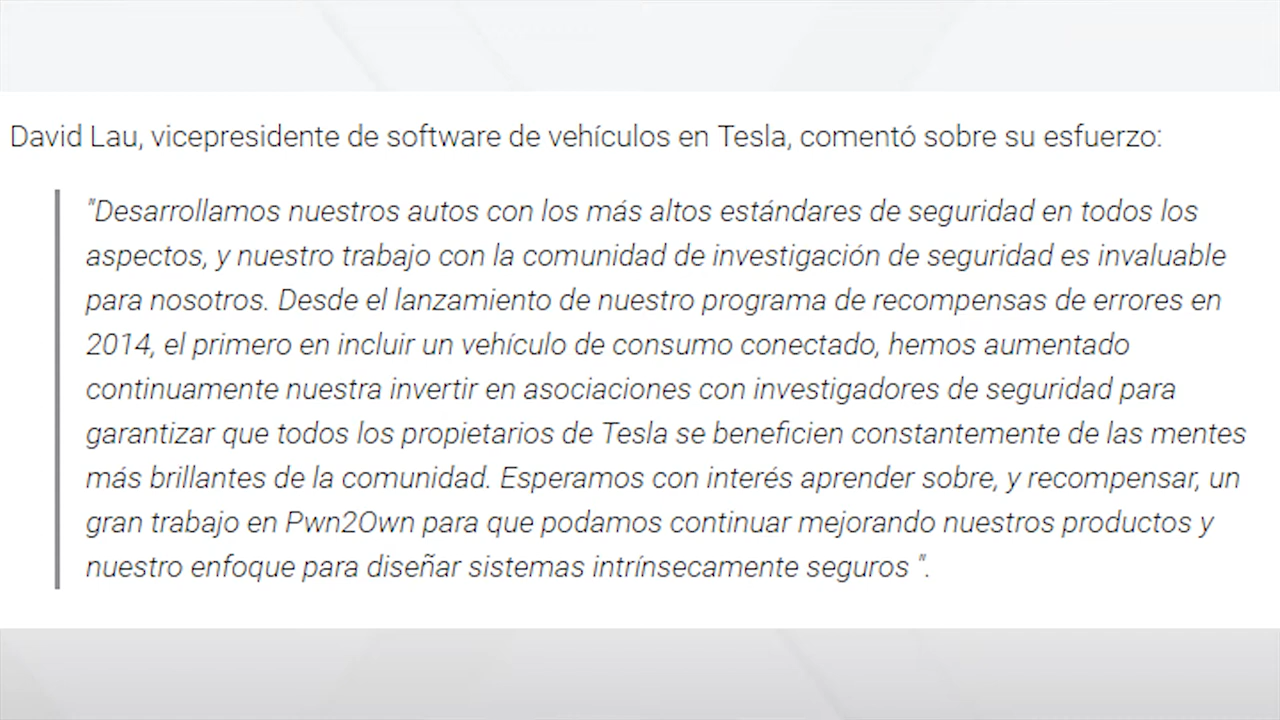 David Lau, vicepresidente de software de vehículos en Tesla, comentó sobre su esfuerzo:
"Desarrollamos nuestros autos con los más altos estándares de seguridad en todos los
aspectos, y nuestro trabajo con la comunidad de investigación de seguridad es invaluable
para nosotros. Desde el lanzamiento de nuestro programa de recompensas de errores en
2014, el primero en incluir un vehículo de consumo conectado, hemos aumentado
continuamente nuestra invertir en asociaciones con investigadores de seguridad para
garantizar que todos los propietarios de Tesla se beneficien constantemente de las mentes
más brillantes de la comunidad. Esperamos con interés aprender sobre, y recompensar, un
gran trabajo en Pwn2Own para que podamos continuar mejorando nuestros productos y
nuestro enfoque para diseñar sistemas intrínsecamente seguros ".